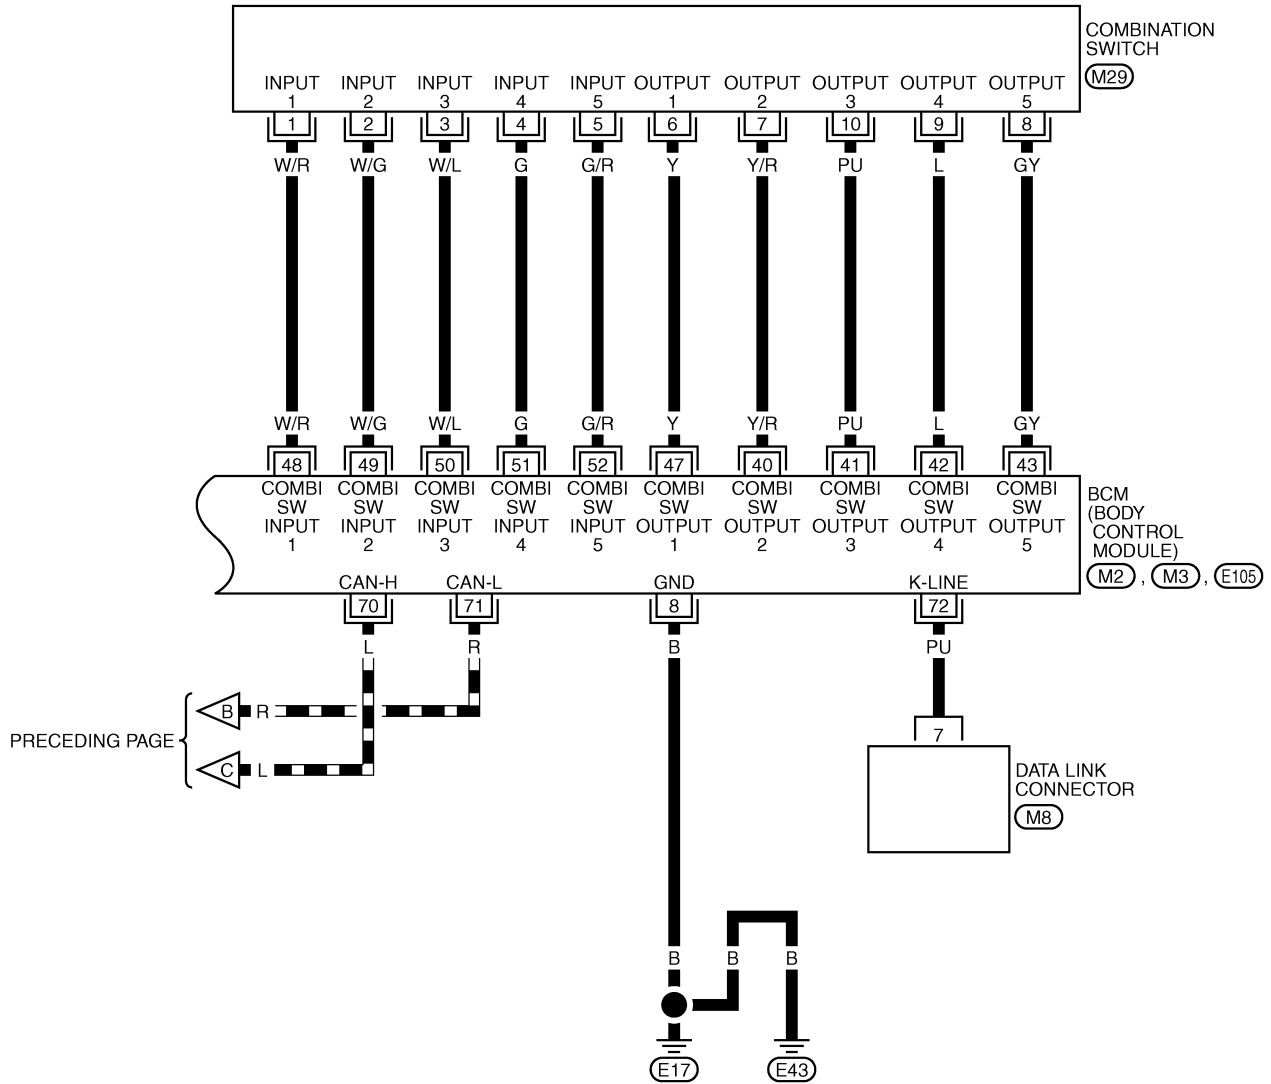 COMBINATION
SWITCH
M29
INPUT INPUT INPUT INPUT INPUT OUTPUT OUTPUT OUTPUT OUTPUT OUTPUT
1 2 3 4 5 1 2 3 4 5
1 2 3 4 5 6 7 10 9 8
W/R W/G W/L G G/R Y Y/R PU L GY
W/R W/G W/L G G/R Y Y/R PU L GY
48 49 50 51 52 47 40 41 42 43
COMBI COMBI COMBI COMBI COMBI COMBI COMBI COMBI COMBI COMBI
SW SW SW SW SW SW SW SW SW SW
INPUT INPUT INPUT INPUT INPUT OUTPUT OUTPUT OUTPUT OUTPUT OUTPUT
1 2 3 4 5 1 2 3 4 5
BCM
(BODY
CONTROL
MODULE)
M2 , M3 , E105
CAN-H CAN-L GND K-LINE
70 71 8 72
L R B PU
B R
PRECEDING PAGE
C L
7
DATA LINK
CONNECTOR
M8
B B B
E17 E43